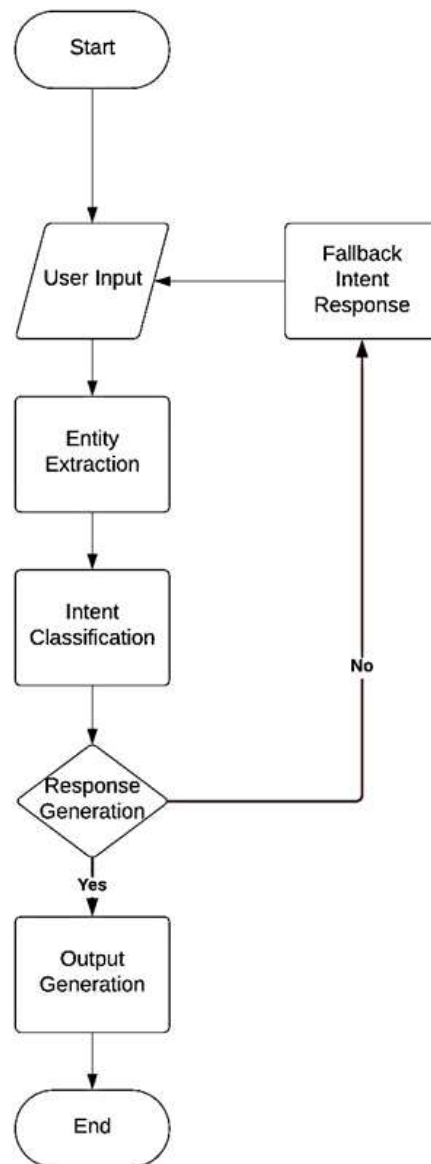 Start
User Input
Fallback
Intent
Response
Entity
Extraction
Intent
Classification
No
Response
Generation
Yes
Output
Generation
End